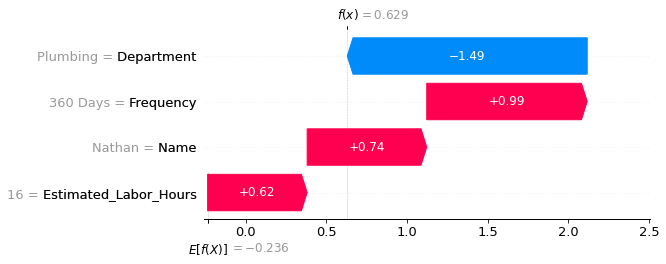 f(x) = 0.629
Plumbing = Department
−1.49
360 Days = Frequency
+0.99
Nathan = Name
+0.74
16 = Estimated_Labor_Hours
+0.62
0.0 0.5 1.0 1.5 2.0 2.5
E[f(X)] = −0.236